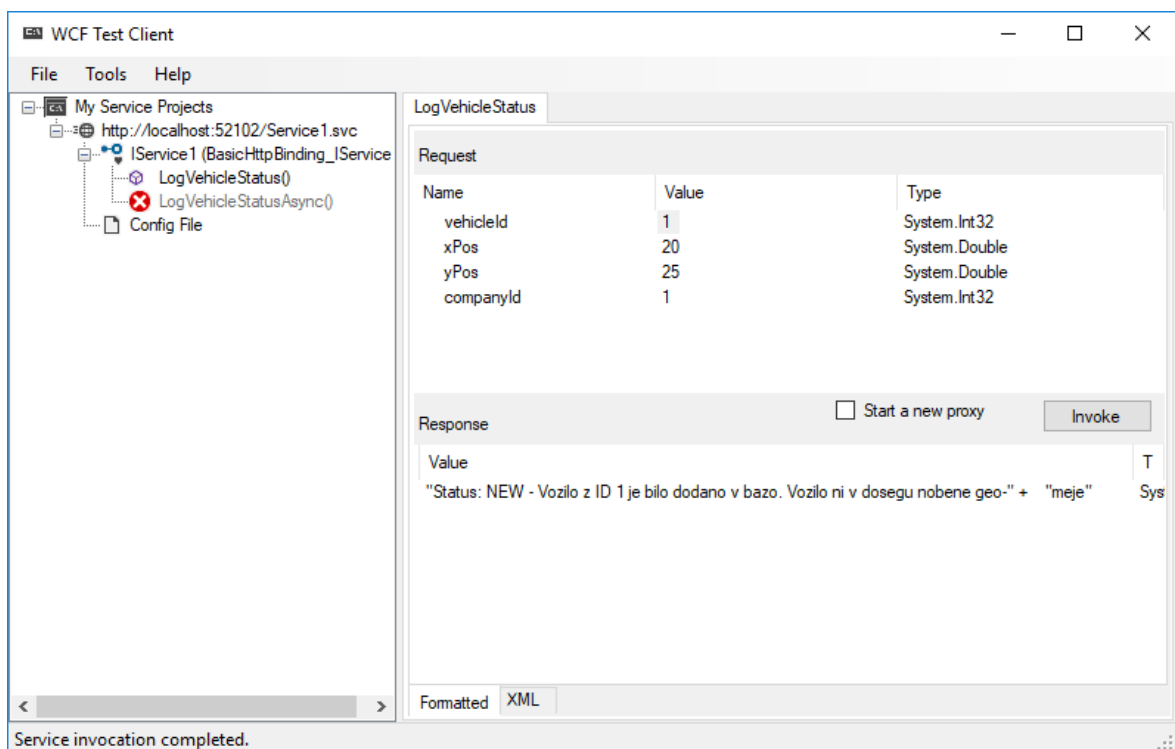 WCF Test Client
File Tools Help
My Service Projects
http://localhost:52102/Service1.svc
IService1 (BasicHttpBinding_IService
LogVehicleStatus()
LogVehicleStatusAsync()
Config File
LogVehicleStatus
Request
Name Value Type
vehicleId 1 System.Int32
xPos 20 System.Double
yPos 25 System.Double
companyId 1 System.Int32
Response Start a new proxy Invoke
Value T
"Status: NEW - Vozilo z ID 1 je bilo dodano v bazo. Vozilo ni v dosegu nobene geo-" + "meje" Sys
Formatted XML
Service invocation completed.